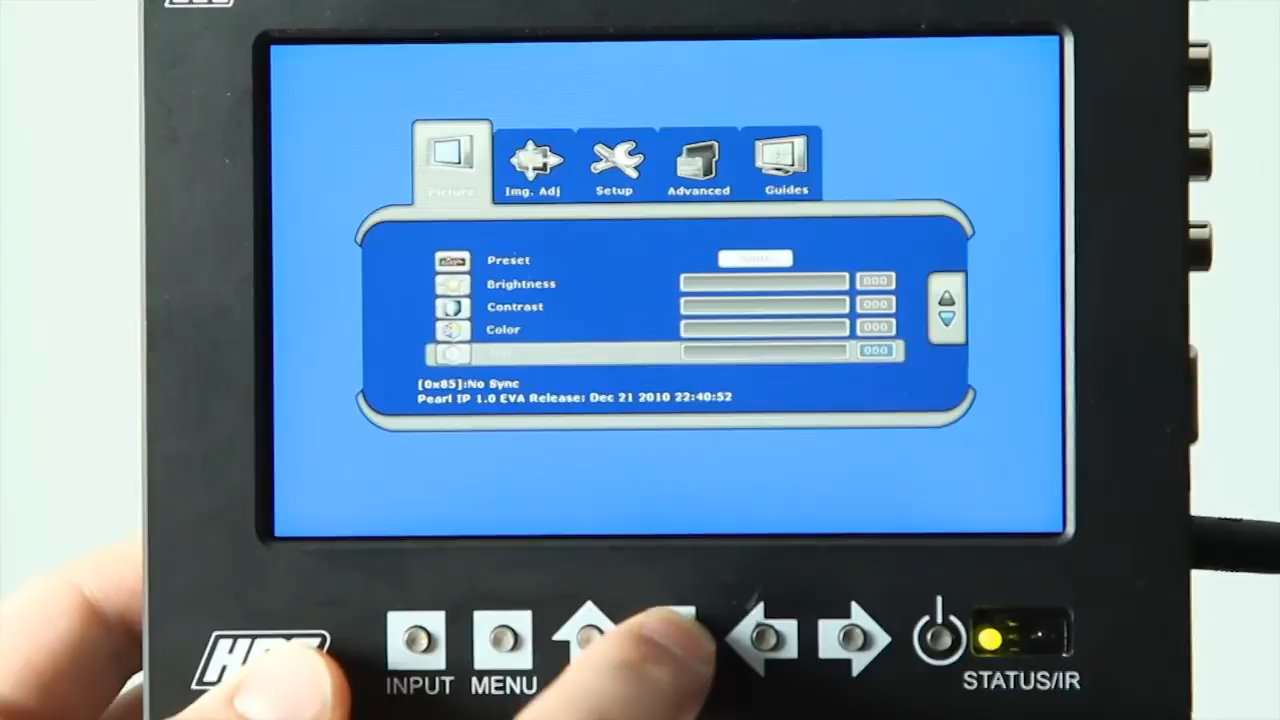 Picture
Img. Adj
Setup
Advanced
Guides
Preset
Brightness
000
Contrast
000
Color
000
000
[0x85]:No Sync
Pearl IP 1.0 EVA Release: Dec 21 2010 22:40:52
INPUT
MENU
STATUS/IR